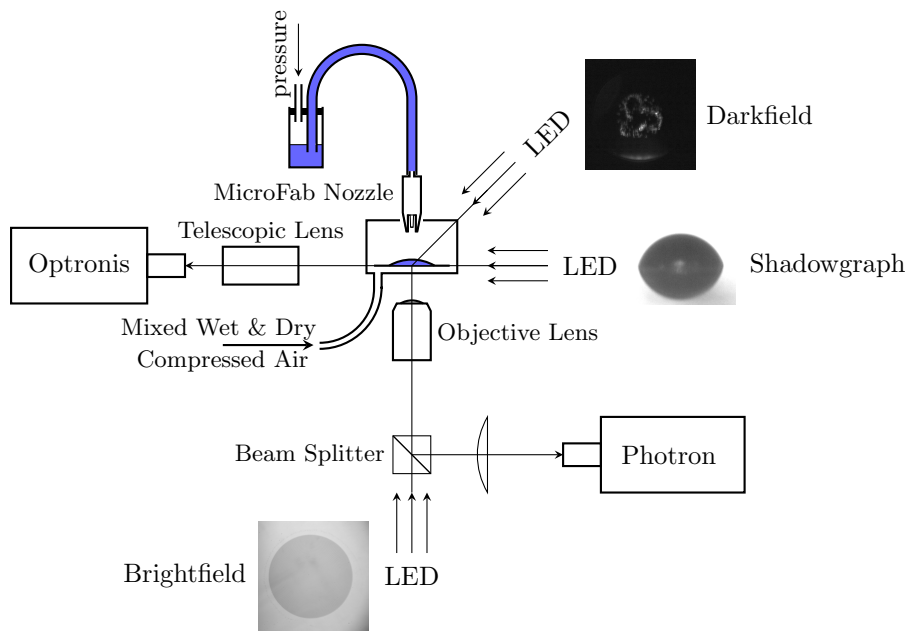 pressure
LED
Darkfield
MicroFab Nozzle
Telescopic Lens
Optronis
LED
Shadowgraph
Mixed Wet & Dry
Compressed Air
Objective Lens
Beam Splitter
Photron
Brightfield
LED